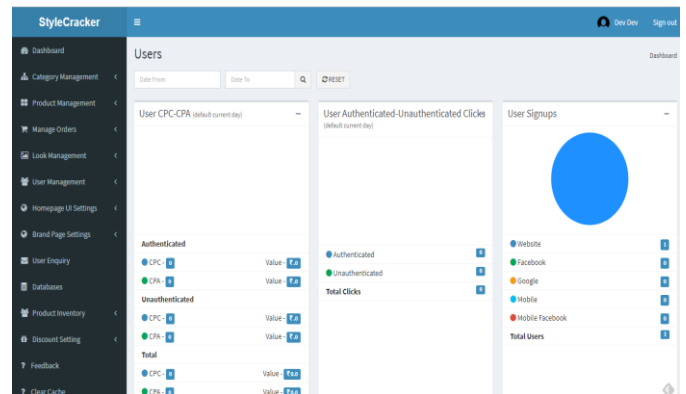 StyleCracker
Dev Dev Sign out
Dashboard
Category Management
Product Management
Manage Orders
Look Management
User Management
Homepage UI Settings
Brand Page Settings
User Enquiry
Databases
Product Inventory
Discount Setting
? Feedback
? Clear Cache
Users
Dashboard
Date From
Date To
RESET
User CPC-CPA (default current day)
Authenticated
CPC - 0 Value - ₹.0
CPA - 0 Value - ₹.0
Unauthenticated
CPC - 0 Value - ₹.0
CPA - 0 Value - ₹.0
Total
CPC - 0 Value - ₹0.0
CPA - 0 Value - ₹0.0
User Authenticated-Unauthenticated Clicks
(default current day)
Authenticated 0
Unauthenticated 0
Total Clicks 0
User Signups
Website 1
Facebook 0
Google 0
Mobile 0
Mobile Facebook 0
Total Users 1